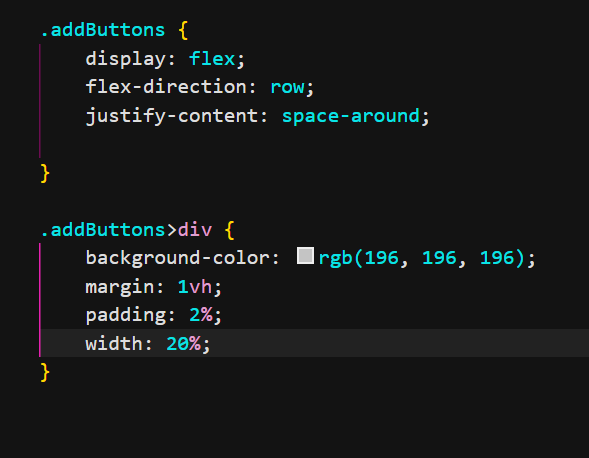 .addButtons {
    display: flex;
    flex-direction: row;
    justify-content: space-around;
}
.addButtons>div {
    background-color: rgb(196, 196, 196);
    margin: 1vh;
    padding: 2%;
    width: 20%;
}